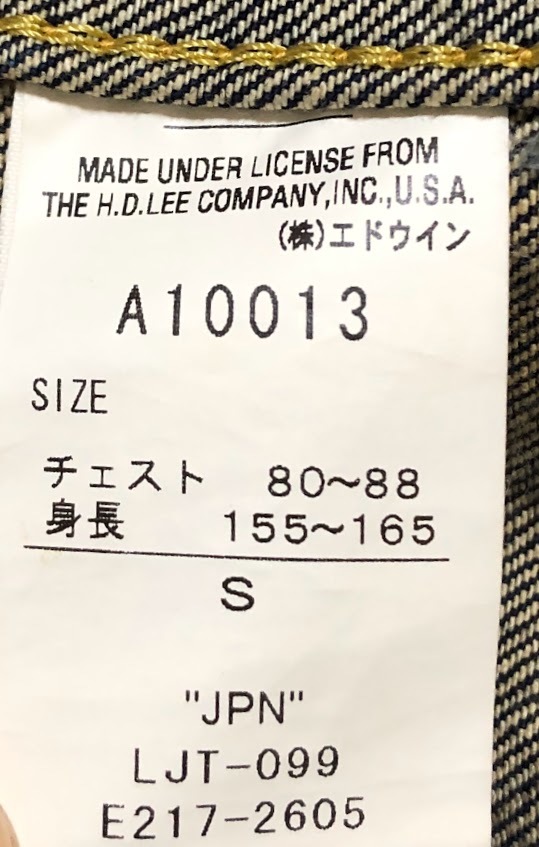 MADE UNDER LICENSE FROM
THE H.D.LEE COMPANY,INC.,U.S.A.
(株)エドウイン
A10013
SIZE
チェスト 80~88
身長 155~165
S
"JPN"
LJT-099
E217-2605